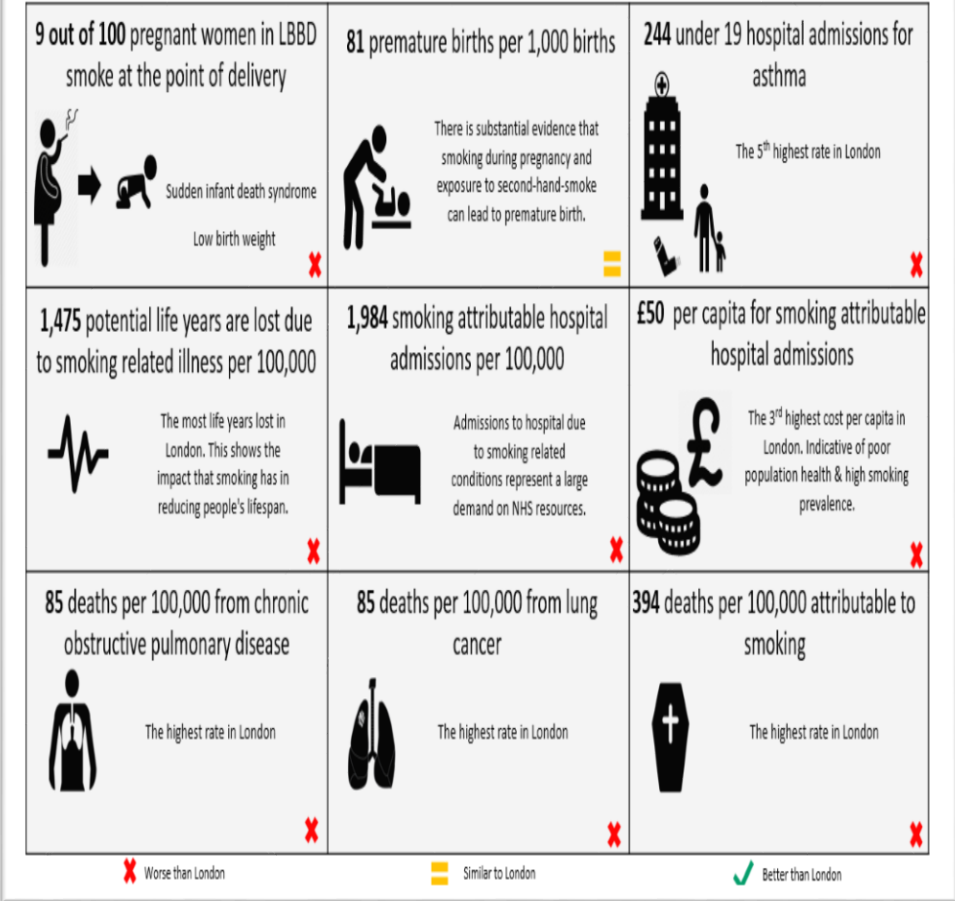 9 out of 100 pregnant women in LBBD
smoke at the point of delivery
Sudden infant death syndrome
Low birth weight
81 premature births per 1,000 births
There is substantial evidence that
smoking during pregnancy and
exposure to second-hand-smoke
can lead to premature birth.
244 under 19 hospital admissions for
asthma
The 5th highest rate in London
1,475 potential life years are lost due
to smoking related illness per 100,000
The most life years lost in
London. This shows the
impact that smoking has in
reducing people's lifespan.
1,984 smoking attributable hospital
admissions per 100,000
Admissions to hospital due
to smoking related
conditions represent a large
demand on NHS resources.
£50 per capita for smoking attributable
hospital admissions
£
The 3rd highest cost per capita in
London. Indicative of poor
population health & high smoking
prevalence.
85 deaths per 100,000 from chronic
obstructive pulmonary disease
The highest rate in London
85 deaths per 100,000 from lung
cancer
The highest rate in London
394 deaths per 100,000 attributable to
smoking
The highest rate in London
Worse than London
Similar to London
Better than London